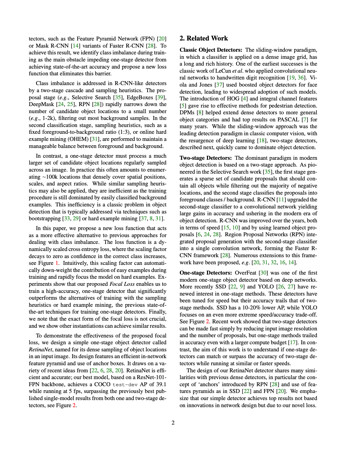 tectors, such as the Feature Pyramid Network (FPN) [20]
or Mask R-CNN [14] variants of Faster R-CNN [28]. To
achieve this result, we identify class imbalance during train-
ing as the main obstacle impeding one-stage detector from
achieving state-of-the-art accuracy and propose a new loss
function that eliminates this barrier.
Class imbalance is addressed in R-CNN-like detectors
by a two-stage cascade and sampling heuristics. The pro-
posal stage (e.g., Selective Search [35], EdgeBoxes [39],
DeepMask [24, 25], RPN [28]) rapidly narrows down the
number of candidate object locations to a small number
(e.g., 1-2k), filtering out most background samples. In the
second classification stage, sampling heuristics, such as a
fixed foreground-to-background ratio (1:3), or online hard
example mining (OHEM) [31], are performed to maintain a
manageable balance between foreground and background.
In contrast, a one-stage detector must process a much
larger set of candidate object locations regularly sampled
across an image. In practice this often amounts to enumer-
ating ~100k locations that densely cover spatial positions,
scales, and aspect ratios. While similar sampling heuris-
tics may also be applied, they are inefficient as the training
procedure is still dominated by easily classified background
examples. This inefficiency is a classic problem in object
detection that is typically addressed via techniques such as
bootstrapping [33, 29] or hard example mining [37, 8, 31].
In this paper, we propose a new loss function that acts
as a more effective alternative to previous approaches for
dealing with class imbalance. The loss function is a dy-
namically scaled cross entropy loss, where the scaling factor
decays to zero as confidence in the correct class increases,
see Figure 1. Intuitively, this scaling factor can automati-
cally down-weight the contribution of easy examples during
training and rapidly focus the model on hard examples. Ex-
periments show that our proposed Focal Loss enables us to
train a high-accuracy, one-stage detector that significantly
outperforms the alternatives of training with the sampling
heuristics or hard example mining, the previous state-of-
the-art techniques for training one-stage detectors. Finally,
we note that the exact form of the focal loss is not crucial,
and we show other instantiations can achieve similar results.
To demonstrate the effectiveness of the proposed focal
loss, we design a simple one-stage object detector called
RetinaNet, named for its dense sampling of object locations
in an input image. Its design features an efficient in-network
feature pyramid and use of anchor boxes. It draws on a va-
riety of recent ideas from [22, 6, 28, 20]. RetinaNet is effi-
cient and accurate; our best model, based on a ResNet-101-
FPN backbone, achieves a COCO test-dev AP of 39.1
while running at 5 fps, surpassing the previously best pub-
lished single-model results from both one and two-stage de-
tectors, see Figure 2.
2. Related Work
Classic Object Detectors: The sliding-window paradigm,
in which a classifier is applied on a dense image grid, has
a long and rich history. One of the earliest successes is the
classic work of LeCun et al. who applied convolutional neu-
ral networks to handwritten digit recognition [19, 36]. Vi-
ola and Jones [37] used boosted object detectors for face
detection, leading to widespread adoption of such models.
The introduction of HOG [4] and integral channel features
[5] gave rise to effective methods for pedestrian detection.
DPMs [8] helped extend dense detectors to more general
object categories and had top results on PASCAL [7] for
many years. While the sliding-window approach was the
leading detection paradigm in classic computer vision, with
the resurgence of deep learning [18], two-stage detectors,
described next, quickly came to dominate object detection.
Two-stage Detectors: The dominant paradigm in modern
object detection is based on a two-stage approach. As pio-
neered in the Selective Search work [35], the first stage gen-
erates a sparse set of candidate proposals that should con-
tain all objects while filtering out the majority of negative
locations, and the second stage classifies the proposals into
foreground classes / background. R-CNN [11] upgraded the
second-stage classifier to a convolutional network yielding
large gains in accuracy and ushering in the modern era of
object detection. R-CNN was improved over the years, both
in terms of speed [15, 10] and by using learned object pro-
posals [6, 24, 28]. Region Proposal Networks (RPN) inte-
grated proposal generation with the second-stage classifier
into a single convolution network, forming the Faster R-
CNN framework [28]. Numerous extensions to this frame-
work have been proposed, e.g. [20, 31, 32, 16, 14].
One-stage Detectors: OverFeat [30] was one of the first
modern one-stage object detector based on deep networks.
More recently SSD [22, 9] and YOLO [26, 27] have re-
newed interest in one-stage methods. These detectors have
been tuned for speed but their accuracy trails that of two-
stage methods. SSD has a 10-20% lower AP, while YOLO
focuses on an even more extreme speed/accuracy trade-off.
See Figure 2. Recent work showed that two-stage detectors
can be made fast simply by reducing input image resolution
and the number of proposals, but one-stage methods trailed
in accuracy even with a larger compute budget [17]. In con-
trast, the aim of this work is to understand if one-stage de-
tectors can match or surpass the accuracy of two-stage de-
tectors while running at similar or faster speeds.
The design of our RetinaNet detector shares many simi-
larities with previous dense detectors, in particular the con-
cept of 'anchors' introduced by RPN [28] and use of fea-
tures pyramids as in SSD [22] and FPN [20]. We empha-
size that our simple detector achieves top results not based
on innovations in network design but due to our novel loss.
2